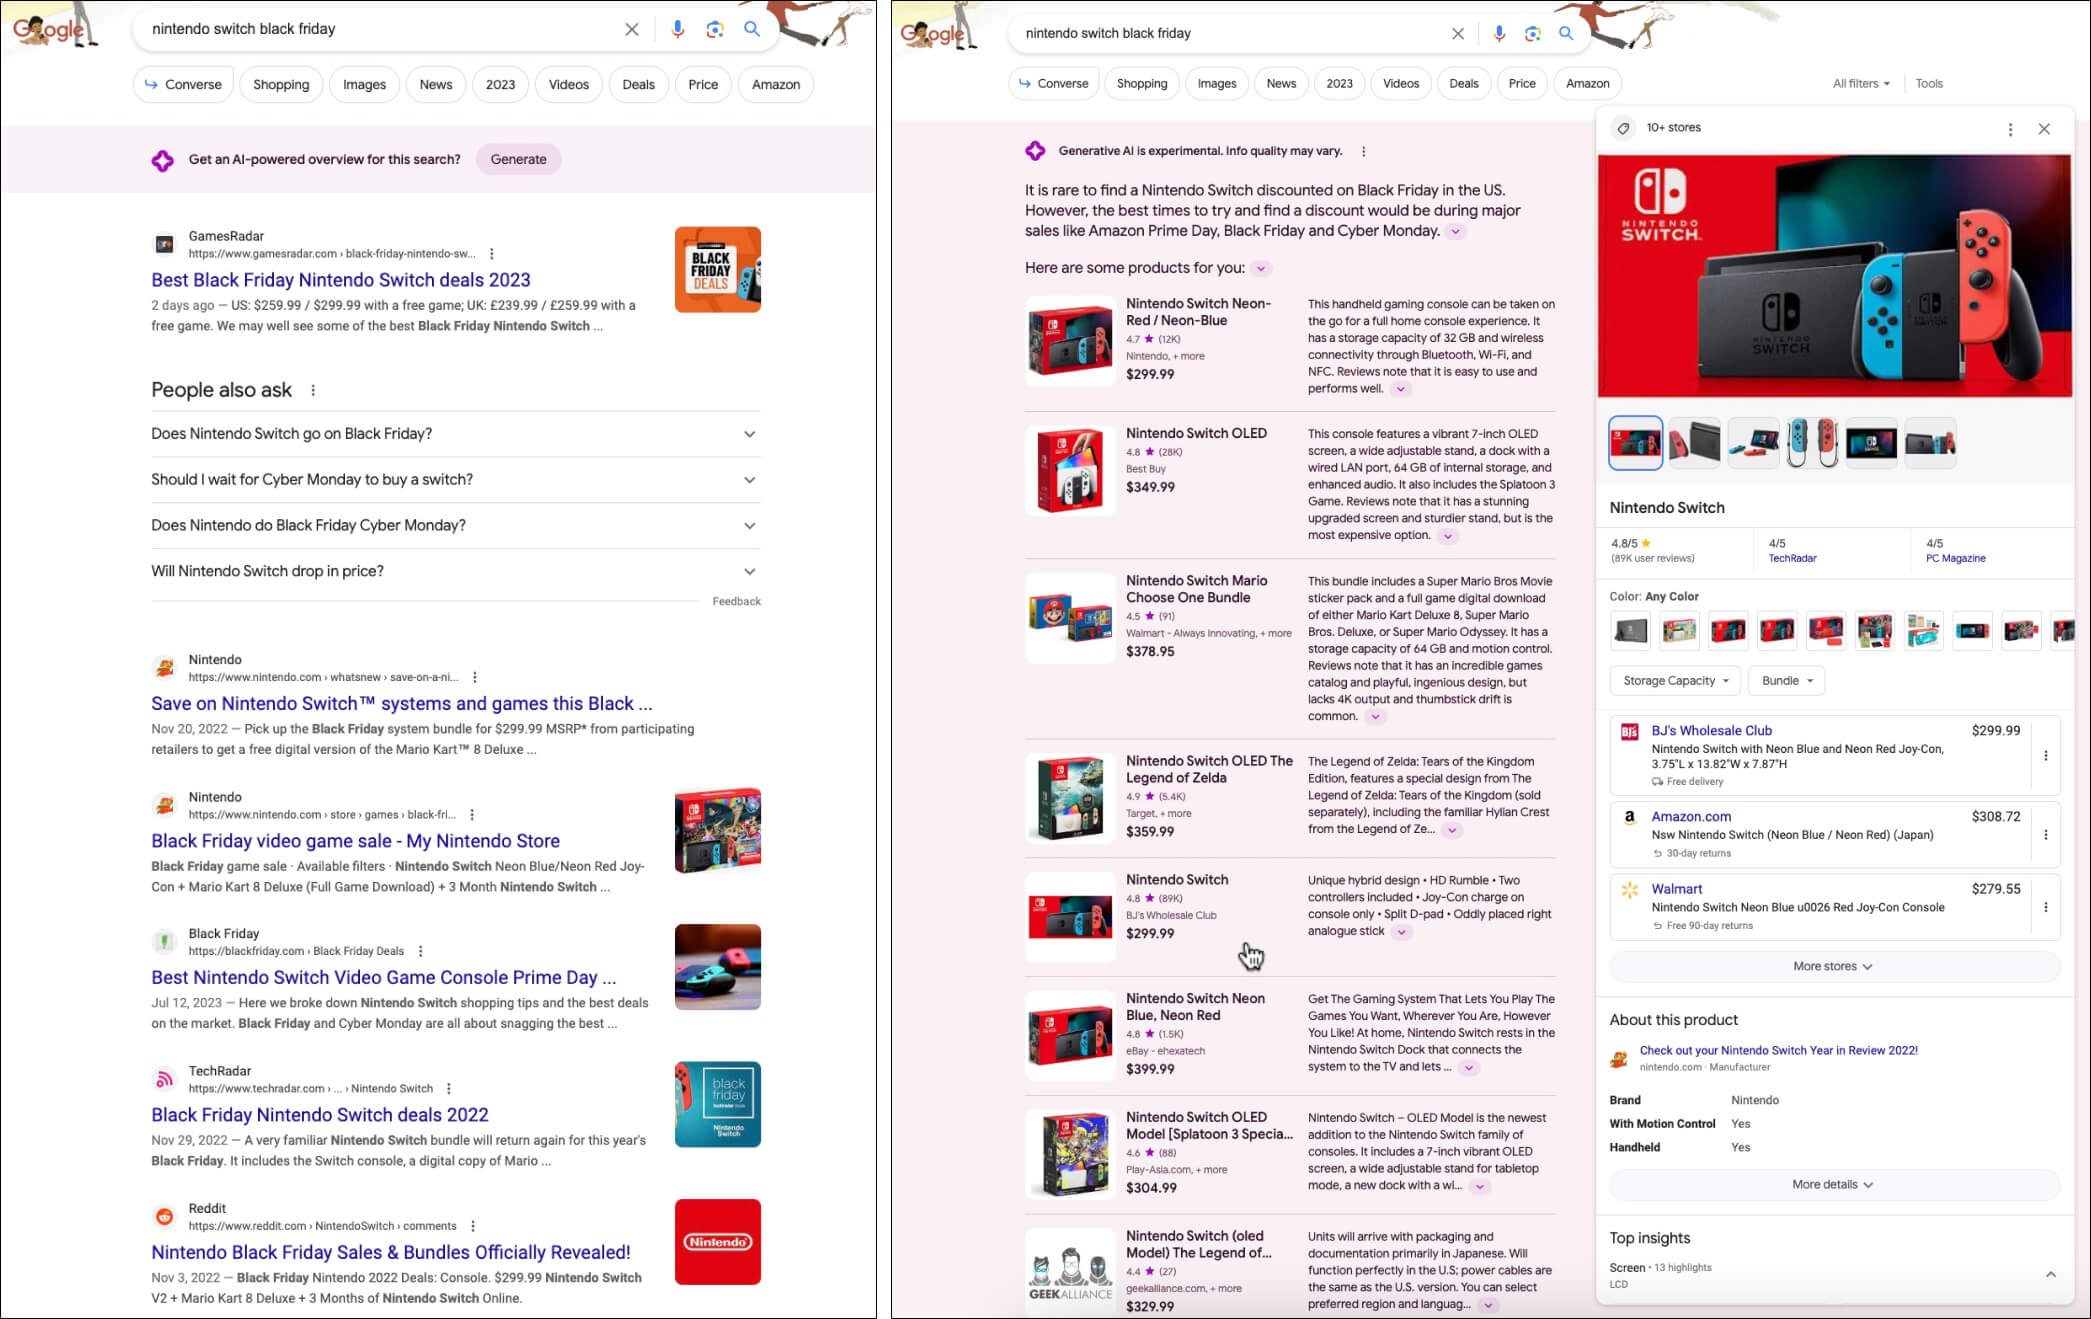 Google
nintendo switch black friday
Converse
Shopping
Images
News
2023
Videos
Deals
Price
Amazon
Get an AI-powered overview for this search?
Generate
GamesRadar
https://www.gamesradar.com › black-friday-nintendo-sw...
Best Black Friday Nintendo Switch deals 2023
2 days ago — US: $259.99 / $299.99 with a free game; UK: £239.99 / £259.99 with a
free game. We may well see some of the best Black Friday Nintendo Switch ...
BLACK
FRIDAY
DEALS
People also ask
Does Nintendo Switch go on Black Friday?
Should I wait for Cyber Monday to buy a switch?
Does Nintendo do Black Friday Cyber Monday?
Will Nintendo Switch drop in price?
Feedback
Nintendo
https://www.nintendo.com › whatsnew › save-on-a-ni...
Save on Nintendo Switch™ systems and games this Black ...
Nov 20, 2022 — Pick up the Black Friday system bundle for $299.99 MSRP* from participating
retailers to get a free digital version of the Mario Kart™ 8 Deluxe ...
Nintendo
https://www.nintendo.com › store › games › black-fri...
Black Friday video game sale - My Nintendo Store
Black Friday game sale · Available filters · Nintendo Switch Neon Blue/Neon Red Joy-
Con + Mario Kart 8 Deluxe (Full Game Download) + 3 Month Nintendo Switch ...
Black Friday
https://blackfriday.com › Black Friday Deals
Best Nintendo Switch Video Game Console Prime Day ...
Jul 12, 2023 — Here we broke down Nintendo Switch shopping tips and the best deals
on the market. Black Friday and Cyber Monday are all about snagging the best ...
TechRadar
https://www.techradar.com › ... › Nintendo Switch
Black Friday Nintendo Switch deals 2022
Nov 29, 2022 — A very familiar Nintendo Switch bundle will return again for this year's
Black Friday. It includes the Switch console, a digital copy of Mario ...
black
friday
Nintendo
Switch
Reddit
https://www.reddit.com › NintendoSwitch › comments
Nintendo Black Friday Sales & Bundles Officially Revealed!
Nov 3, 2022 — Black Friday Nintendo 2022 Deals: Console. $299.99 Nintendo Switch
V2 + Mario Kart 8 Deluxe + 3 Months of Nintendo Switch Online.
Nintendo
Google
nintendo switch black friday
Converse
Shopping
Images
News
2023
Videos
Deals
Price
Amazon
All filters
Tools
Generative AI is experimental. Info quality may vary.
It is rare to find a Nintendo Switch discounted on Black Friday in the US.
However, the best times to try and find a discount would be during major
sales like Amazon Prime Day, Black Friday and Cyber Monday.
Here are some products for you:
Nintendo Switch Neon-
Red / Neon-Blue
4.7 ★ (12K)
Nintendo, + more
$299.99
This handheld gaming console can be taken on
the go for a full home console experience. It
has a storage capacity of 32 GB and wireless
connectivity through Bluetooth, Wi-Fi, and
NFC. Reviews note that it is easy to use and
performs well.
Nintendo Switch OLED
4.8 ★ (28K)
Best Buy
$349.99
This console features a vibrant 7-inch OLED
screen, a wide adjustable stand, a dock with a
wired LAN port, 64 GB of internal storage, and
enhanced audio. It also includes the Splatoon 3
Game. Reviews note that it has a stunning
upgraded screen and sturdier stand, but is the
most expensive option.
Nintendo Switch Mario
Choose One Bundle
4.5 ★ (91)
Walmart - Always Innovating, + more
$378.95
This bundle includes a Super Mario Bros Movie
sticker pack and a full game digital download
of either Mario Kart Deluxe 8, Super Mario
Bros. Deluxe, or Super Mario Odyssey. It has a
storage capacity of 64 GB and motion control.
Reviews note that it has an incredible games
catalog and playful, ingenious design, but
lacks 4K output and thumbstick drift is
common.
Nintendo Switch OLED The
Legend of Zelda
4.9 ★ (5.4K)
Target, + more
$359.99
The Legend of Zelda: Tears of the Kingdom
Edition, features a special design from The
Legend of Zelda: Tears of the Kingdom (sold
separately), including the familiar Hylian Crest
from the Legend of Ze...
Nintendo Switch
4.8 ★ (89K)
BJ's Wholesale Club
$299.99
Unique hybrid design • HD Rumble • Two
controllers included • Joy-Con charge on
console only • Split D-pad • Oddly placed right
analogue stick
Nintendo Switch Neon
Blue, Neon Red
4.8 ★ (1.5K)
eBay - ehexatech
$399.99
Get The Gaming System That Lets You Play The
Games You Want, Wherever You Are, However
You Like! At home, Nintendo Switch rests in the
Nintendo Switch Dock that connects the
system to the TV and lets ...
Nintendo Switch OLED
Model [Splatoon 3 Specia...
4.6 ★ (88)
Play-Asia.com, + more
$304.99
Nintendo Switch – OLED Model is the newest
addition to the Nintendo Switch family of
consoles. It includes a 7-inch vibrant OLED
screen, a wide adjustable stand for tabletop
mode, a new dock with a wi...
GEEKALLIANCE
Nintendo Switch (oled
Model) The Legend of...
4.4 ★ (27)
geekalliance.com, + more
$329.99
Units will arrive with packaging and
documentation primarily in Japanese. Will
function perfectly in the U.S; power cables are
the same as the U.S. version. You can select
preferred region and languag...
10+ stores
NINTENDO
SWITCH.
NINTENDO
SWITCH
Nintendo Switch
4.8/5 ★
(89K user reviews)
4/5
TechRadar
4/5
PC Magazine
Color: Any Color
Storage Capacity
Bundle
BJ's
BJ's Wholesale Club
$299.99
Nintendo Switch with Neon Blue and Neon Red Joy-Con,
3.75"L x 13.82"W x 7.87"H
Free delivery
a
Amazon.com
$308.72
Nsw Nintendo Switch (Neon Blue / Neon Red) (Japan)
30-day returns
Walmart
$279.55
Nintendo Switch Neon Blue u0026 Red Joy-Con Console
Free 90-day returns
More stores
About this product
Check out your Nintendo Switch Year in Review 2022!
nintendo.com · Manufacturer
Brand Nintendo
With Motion Control Yes
Handheld Yes
More details
Top insights
Screen · 13 highlights
LCD